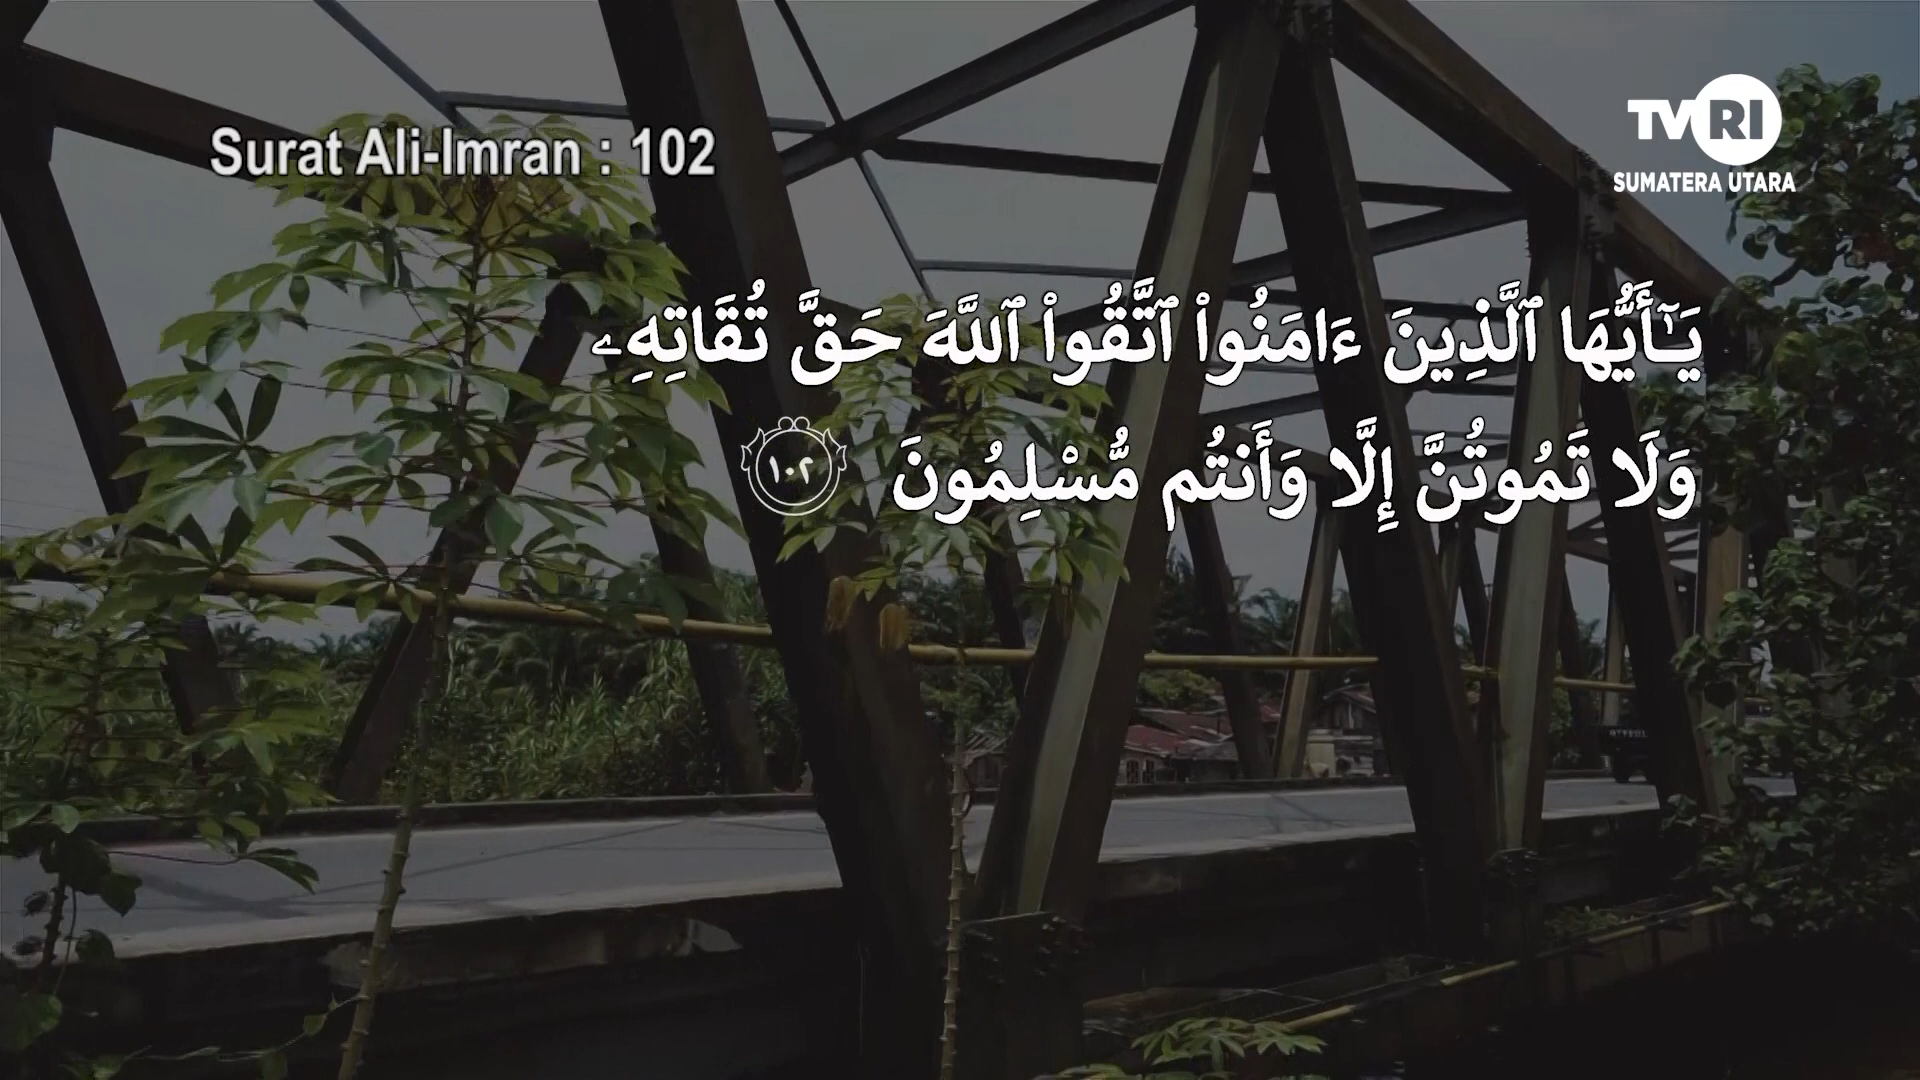 Surat Ali-Imran : 102
TVRI
SUMATERA UTARA
يَـٰٓأَيُّهَا ٱلَّذِينَ ءَامَنُوا۟ ٱتَّقُوا۟ ٱللَّهَ حَقَّ تُقَاتِهِۦ
وَلَا تَمُوتُنَّ إِلَّا وَأَنتُم مُّسْلِمُونَ ١٠٢